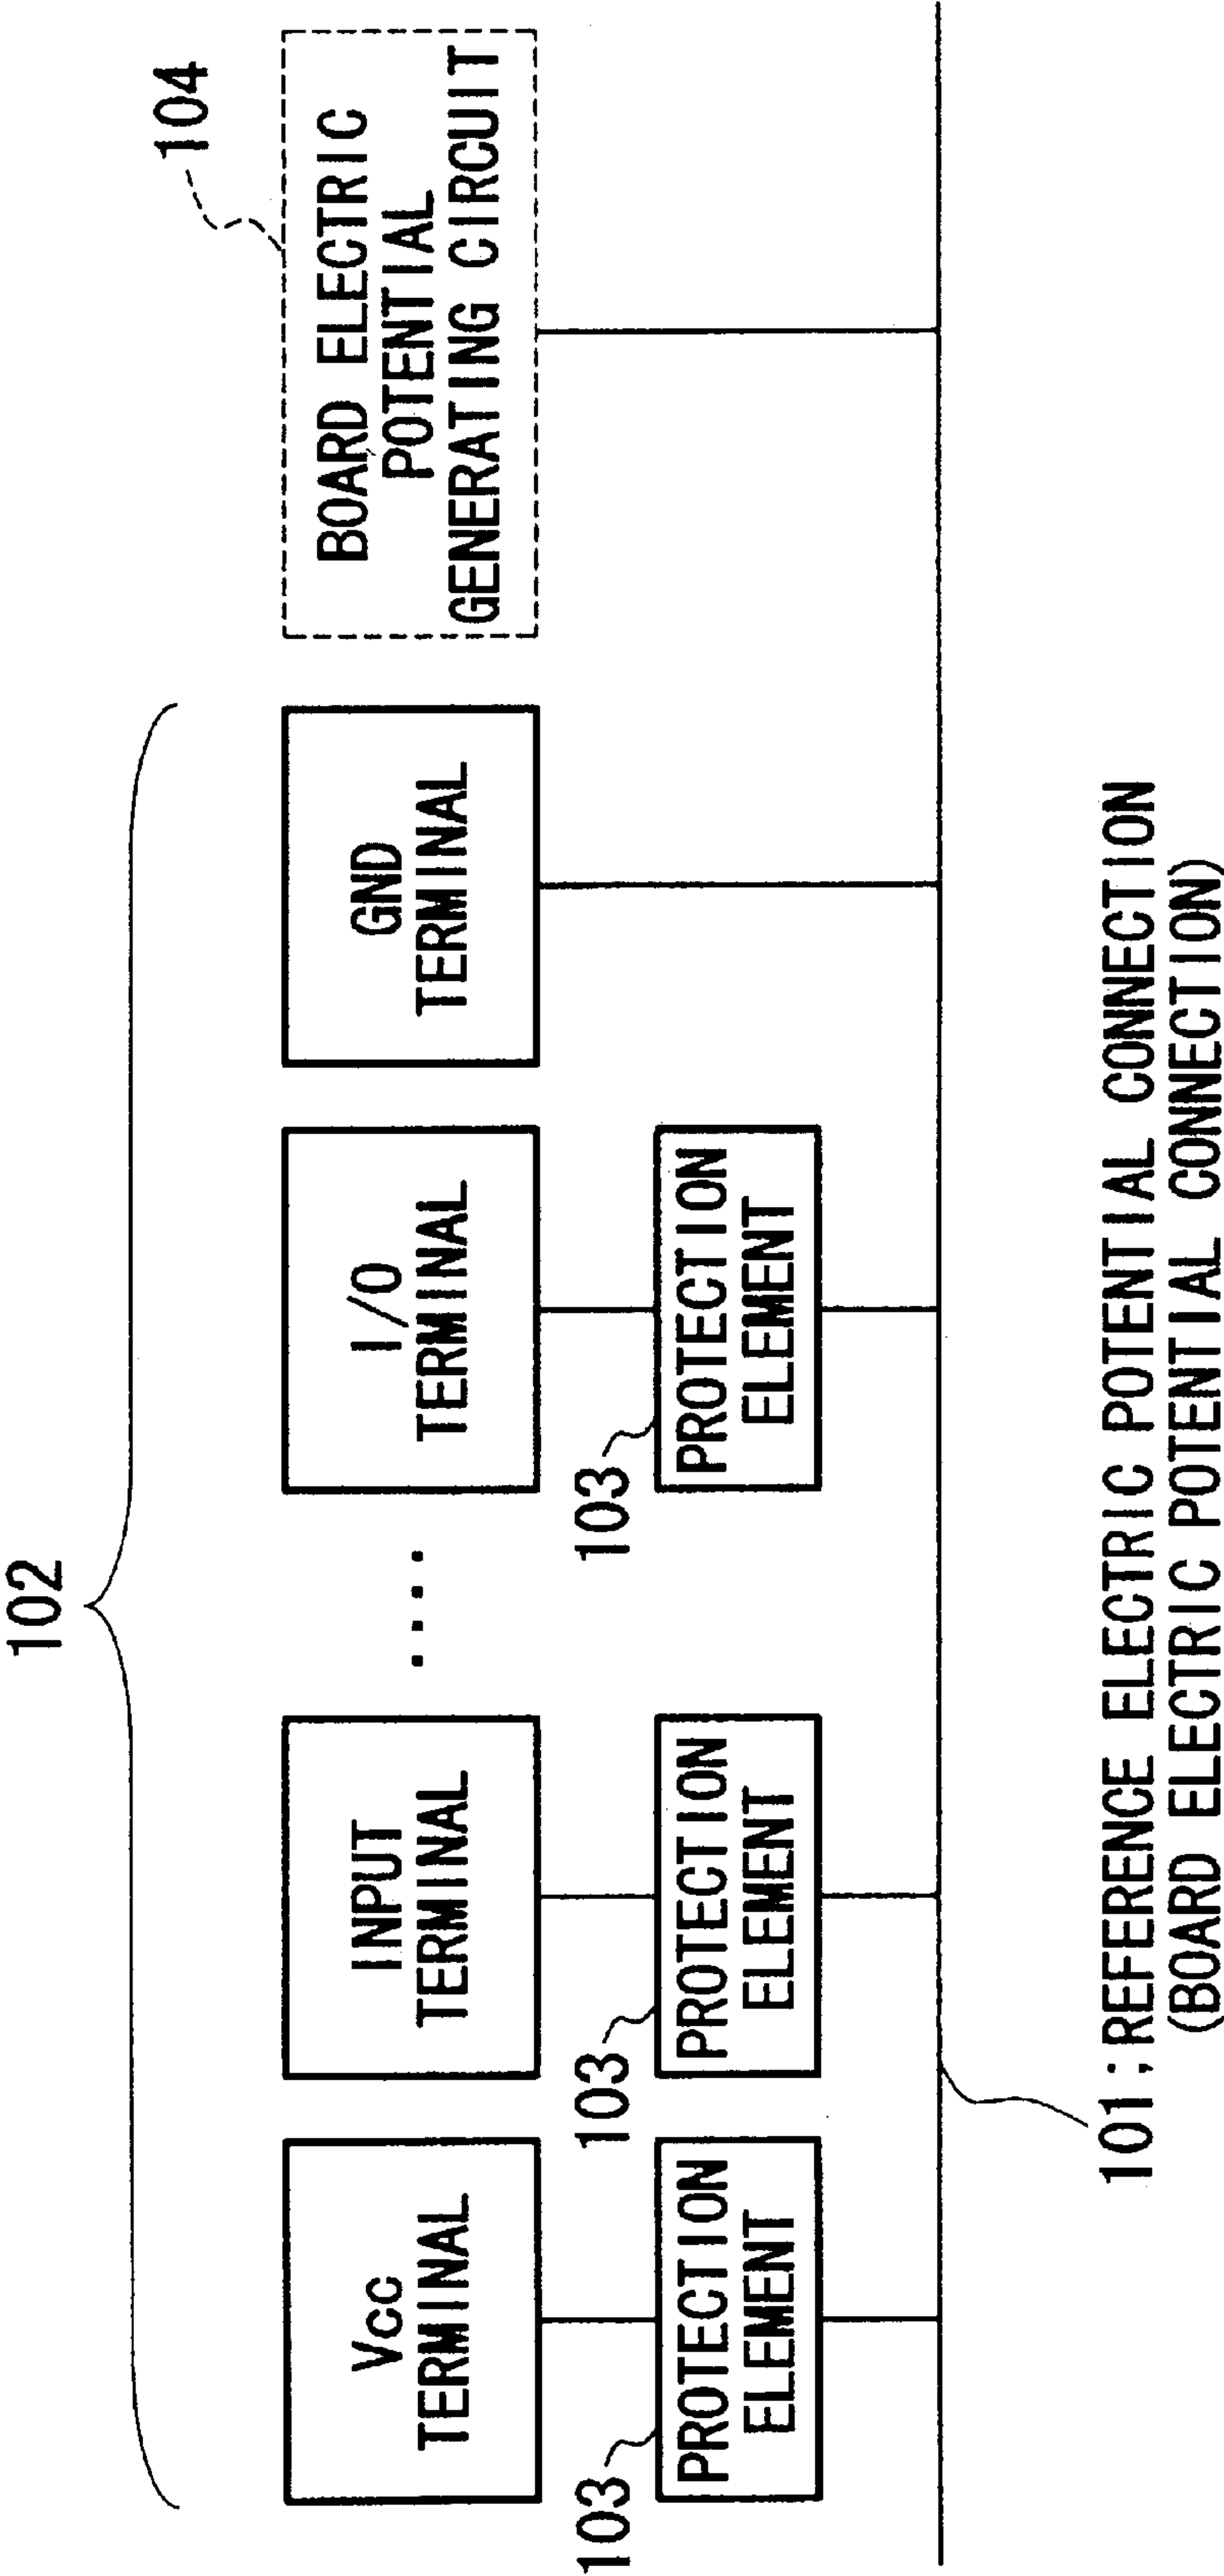 102
104
Vcc
TERMINAL
INPUT
TERMINAL
....
I/O
TERMINAL
GND
TERMINAL
BOARD ELECTRIC
POTENTIAL
GENERATING CIRCUIT
103
PROTECTION
ELEMENT
103
PROTECTION
ELEMENT
103
PROTECTION
ELEMENT
101;REFERENCE ELECTRIC POTENTIAL CONNECTION
(BOARD ELECTRIC POTENTIAL CONNECTION)